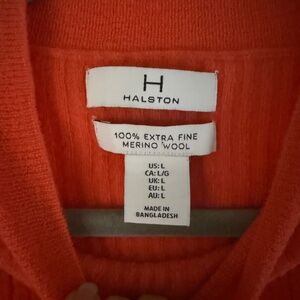 H
HALSTON
100% EXTRA FINE
MERINO WOOL
US: L
CA: L/G
UK: L
EU: L
AU: L
MADE IN
BANGLADESH